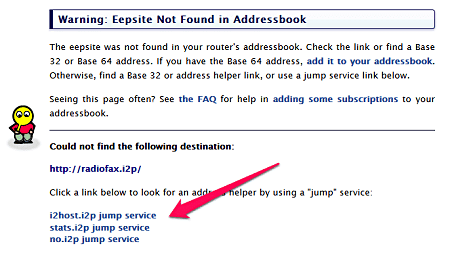 Warning: Eepsite Not Found in Addressbook
The eepsite was not found in your router's addressbook. Check the link or find a Base
32 or Base 64 address. If you have the Base 64 address, add it to your addressbook.
Otherwise, find a Base 32 or address helper link, or use a jump service link below.
Seeing this page often? See the FAQ for help in adding some subscriptions to your
addressbook.
Could not find the following destination:
http://radiofax.i2p/
Click a link below to look for an address helper by using a "jump" service:
i2host.i2p jump service
stats.i2p jump service
no.i2p jump service